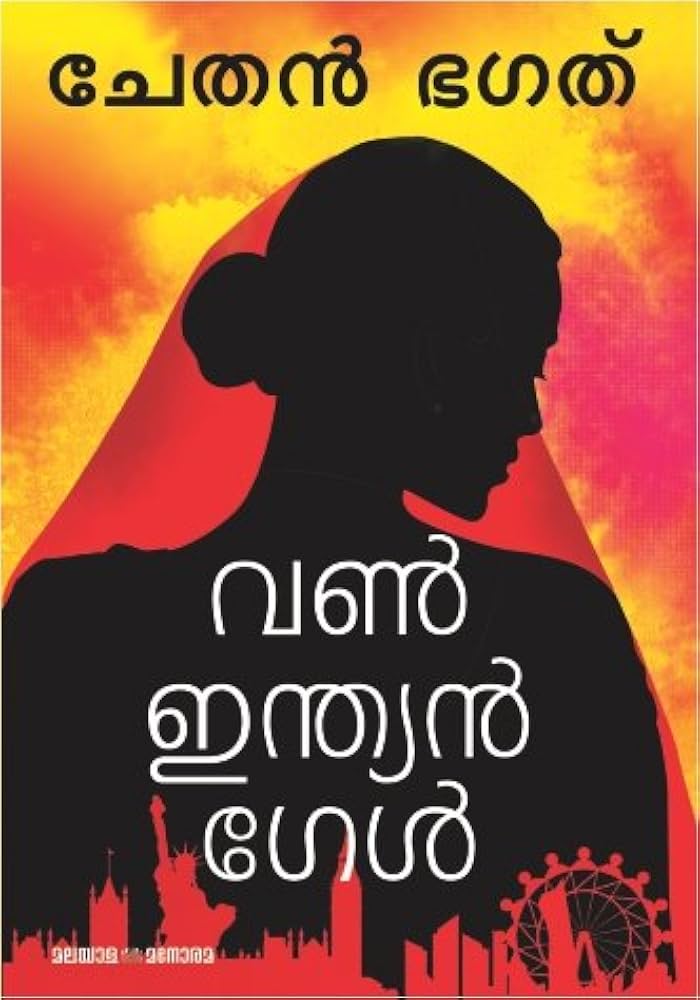 ചേതൻ ഭഗത്
വൺ
ഇന്ത്യൻ
ഗേൾ
മലയാള മനോരമ